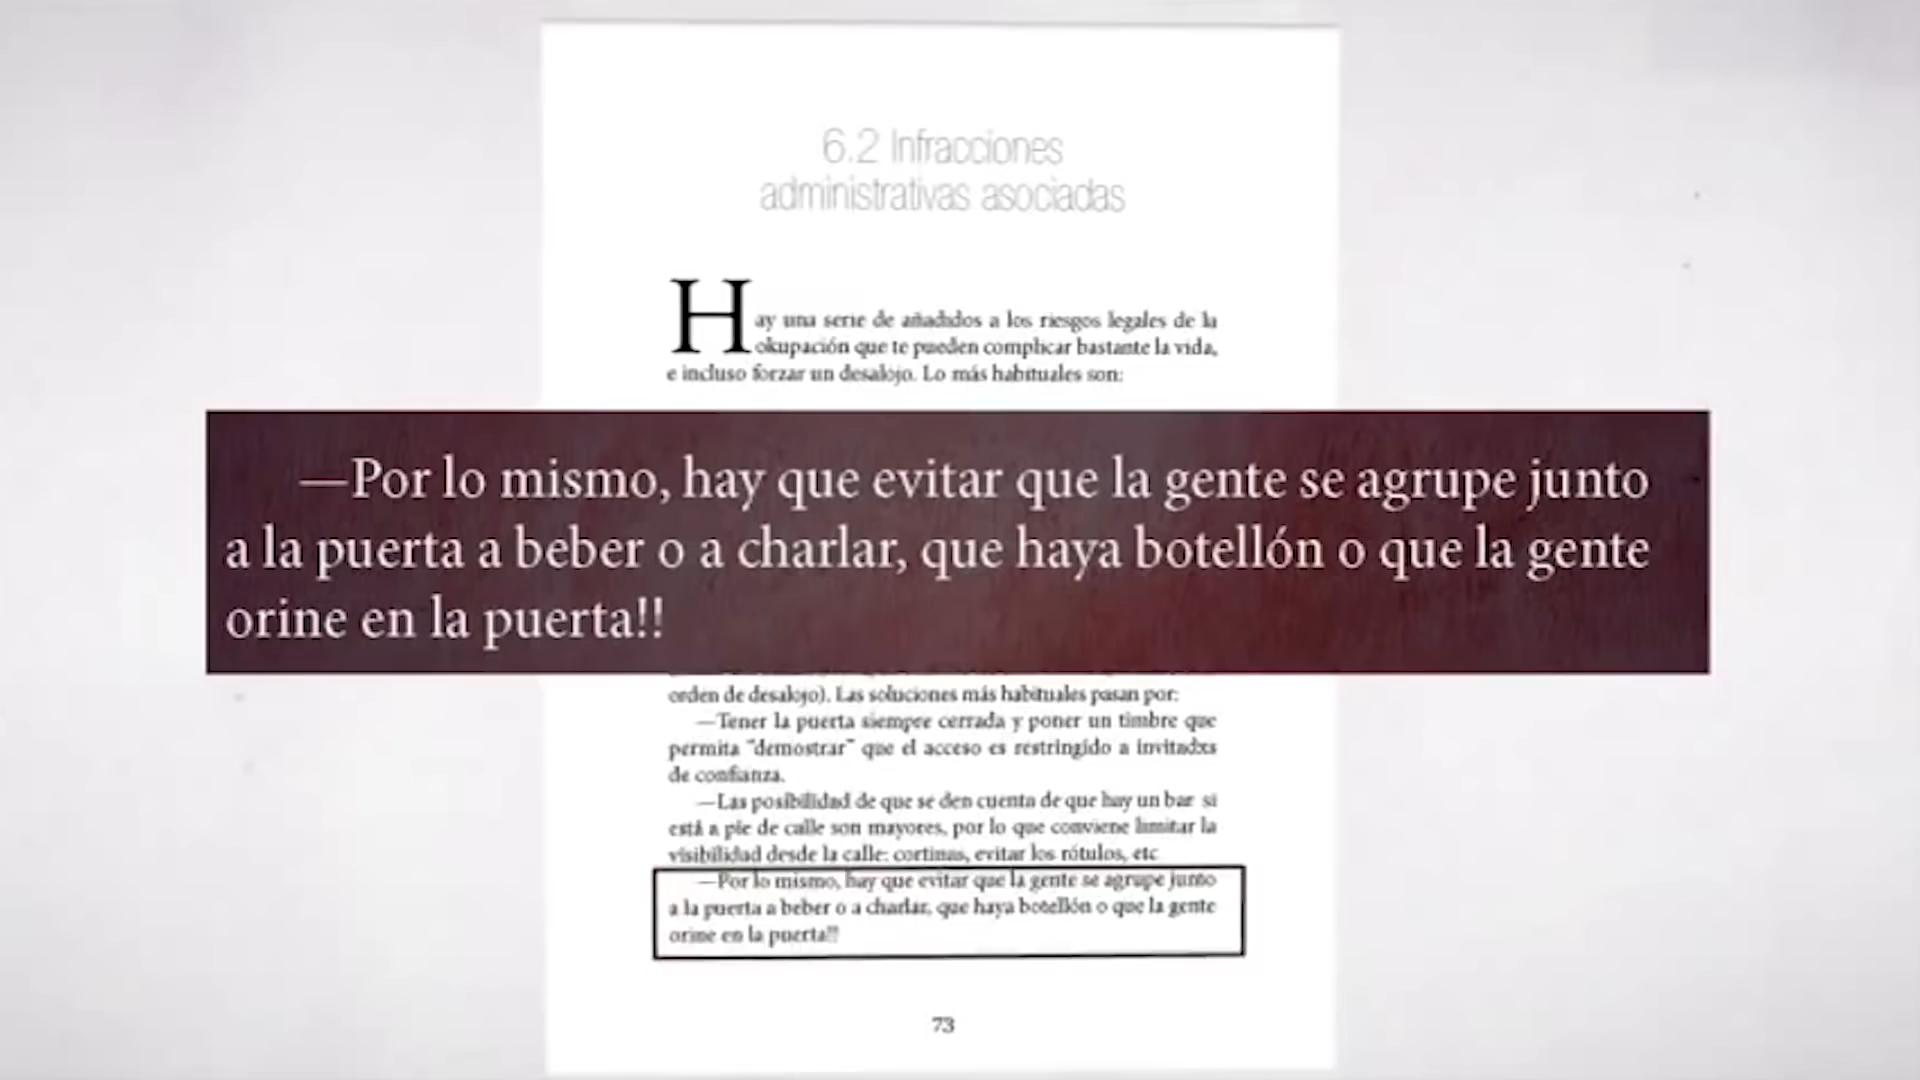 6.2 Infracciones
administrativas asociadas
Hay una serie de añadidos a los riesgos legales de la
okupación que te pueden complicar bastante la vida,
e incluso forzar un desalojo. Lo más habituales son:
—Por lo mismo, hay que evitar que la gente se agrupe junto
a la puerta a beber o a charlar, que haya botellón o que la gente
orine en la puerta!!
orden de desalojo). Las soluciones más habituales pasan por:
—Tener la puerta siempre cerrada y poner un timbre que
permita "demostrar" que el acceso es restringido a invitadxs
de confianza.
—Las posibilidad de que se den cuenta de que hay un bar si
está a pie de calle son mayores, por lo que conviene limitar la
visibilidad desde la calle: cortinas, evitar los rótulos, etc
—Por lo mismo, hay que evitar que la gente se agrupe junto
a la puerta a beber o a charlar, que haya botellón o que la gente
orine en la puerta!!
73